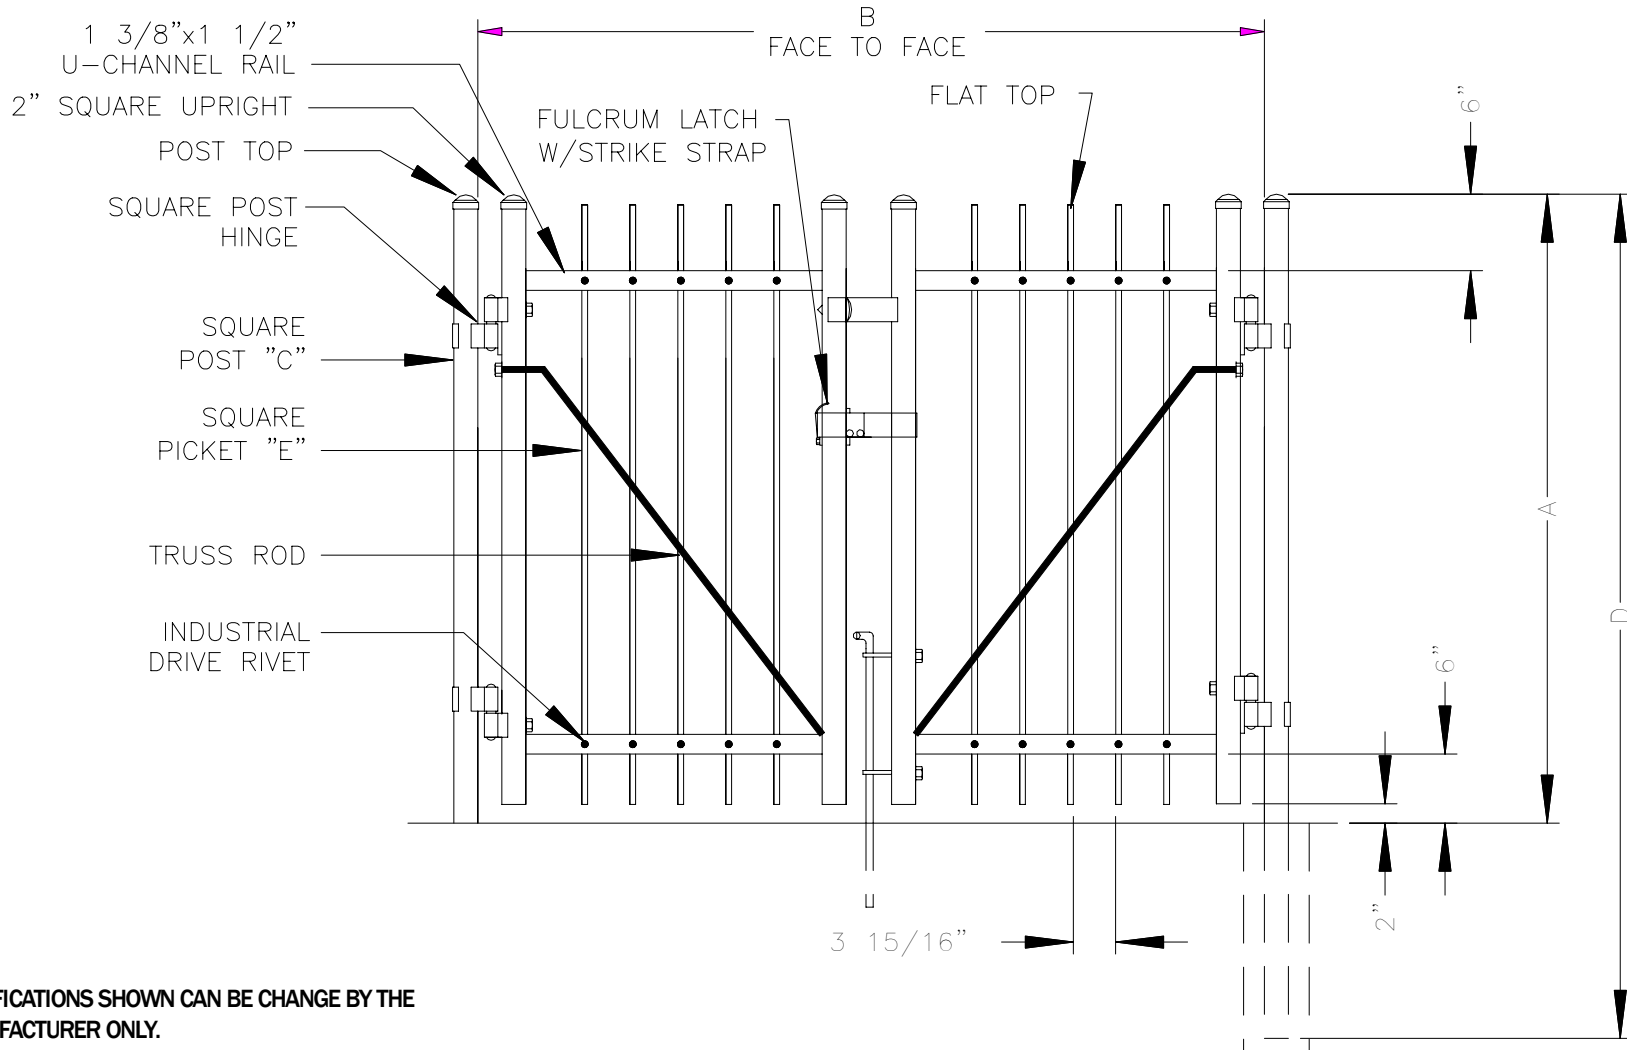 B
FACE TO FACE
1 3/8"x1 1/2"
U-CHANNEL RAIL
2" SQUARE UPRIGHT
POST TOP
SQUARE POST
HINGE
SQUARE
POST "C"
SQUARE
PICKET "E"
TRUSS ROD
INDUSTRIAL
DRIVE RIVET
FULCRUM LATCH
W/STRIKE STRAP
FLAT TOP
6"
A
D
6"
2"
3 15/16"
FICATIONS SHOWN CAN BE CHANGE BY THE
FACTURER ONLY.